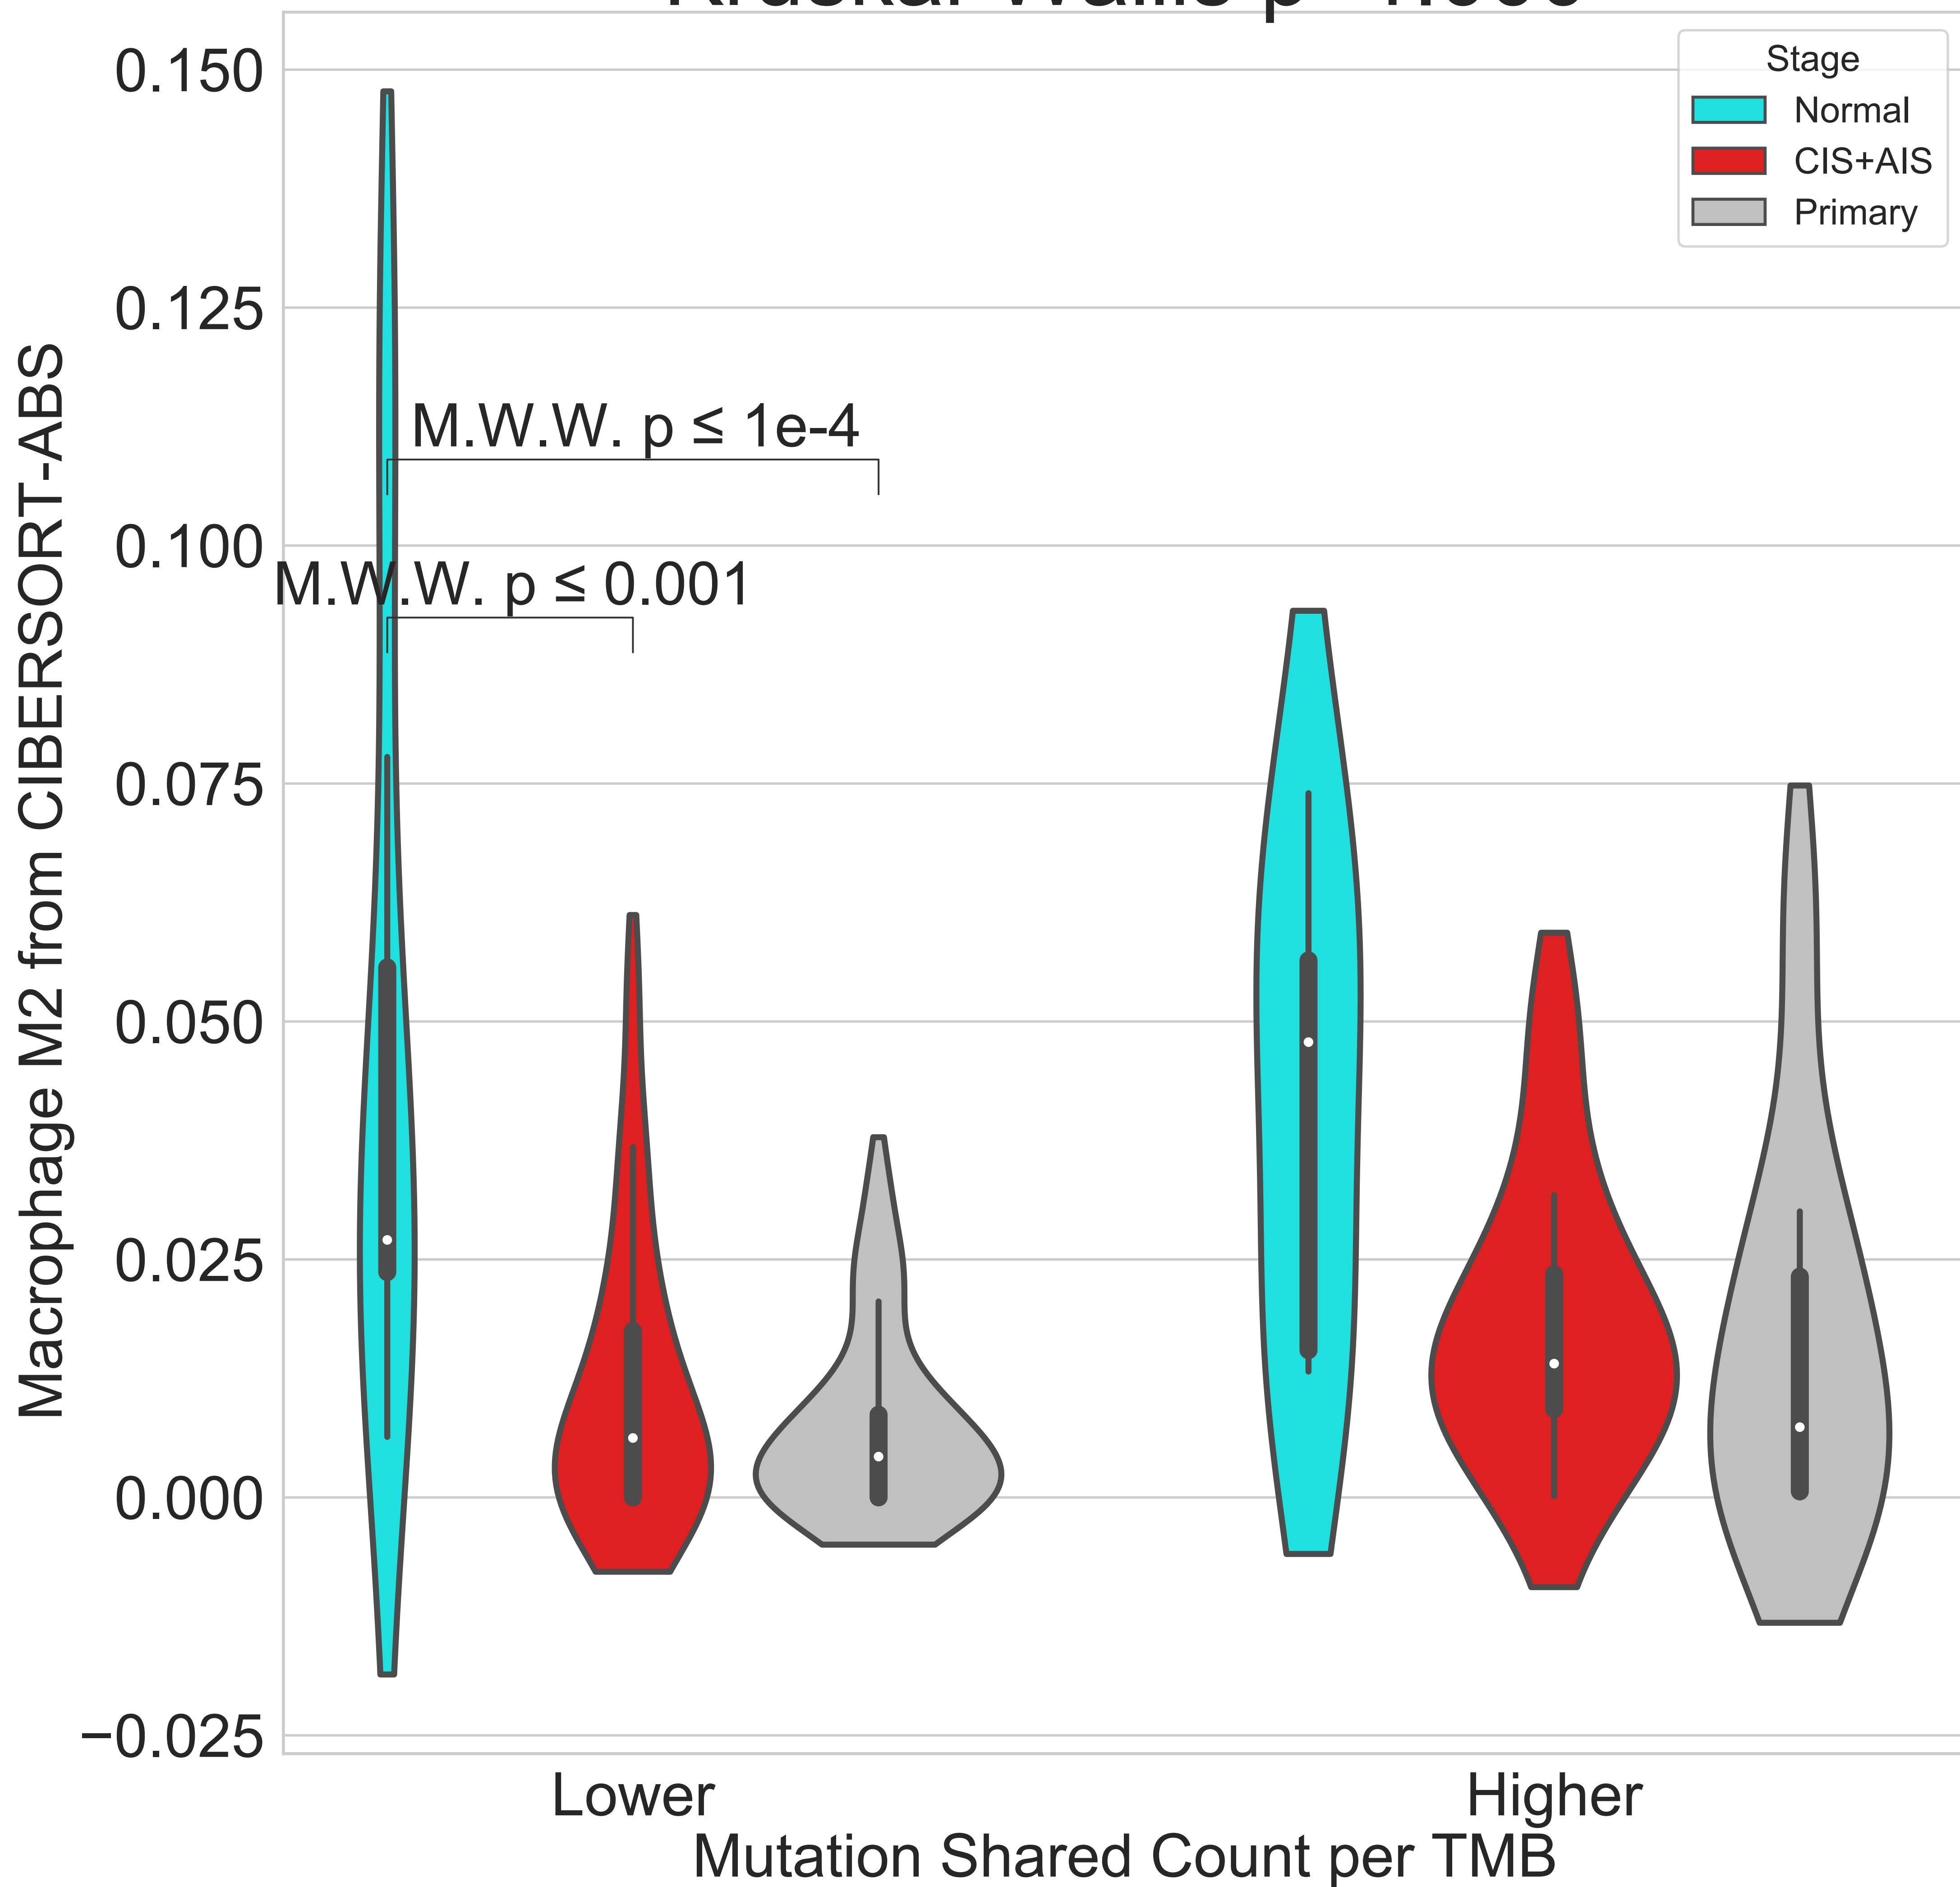 0.150
0.125
0.100
0.075
0.050
0.025
0.000
−0.025
Macrophage M2 from CIBERSORT-ABS
Stage
Normal
CIS+AIS
Primary
M.W.W. p ≤ 1e-4
M.W.W. p ≤ 0.001
Lower
Higher
Mutation Shared Count per TMB